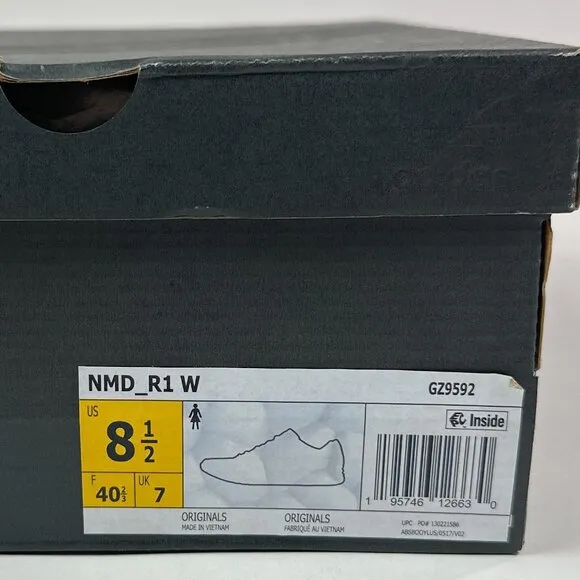 NMD_R1 W
GZ9592
US
8 1/2
F
40 2/3
UK
7
Inside
1 95746 12663 0
ORIGINALS
MADE IN VIETNAM
ORIGINALS
FABRIQUÉ AU VIETNAM
UPC PO# 130221586